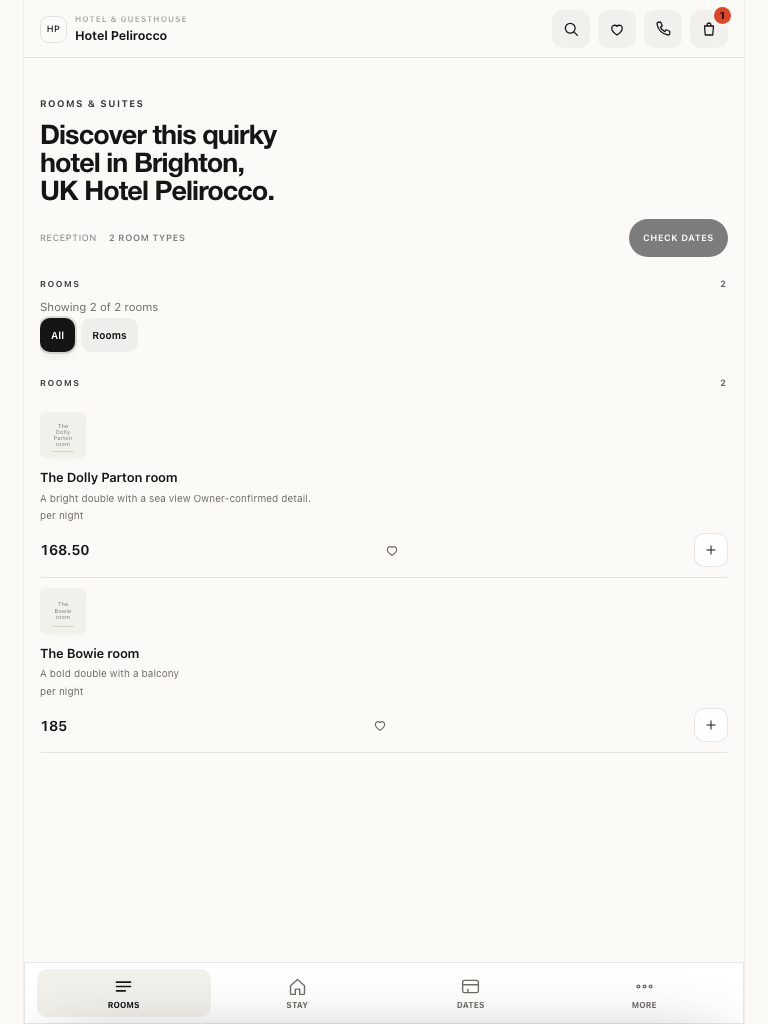 HP
HOTEL & GUESTHOUSE
Hotel Pelirocco
1
ROOMS & SUITES
Discover this quirky
hotel in Brighton,
UK Hotel Pelirocco.
RECEPTION 2 ROOM TYPES
CHECK DATES
ROOMS 2
Showing 2 of 2 rooms
All Rooms
ROOMS 2
The
Dolly
Parton
room
The Dolly Parton room
A bright double with a sea view Owner-confirmed detail.
per night
168.50
The
Bowie
room
The Bowie room
A bold double with a balcony
per night
185
ROOMS STAY DATES MORE